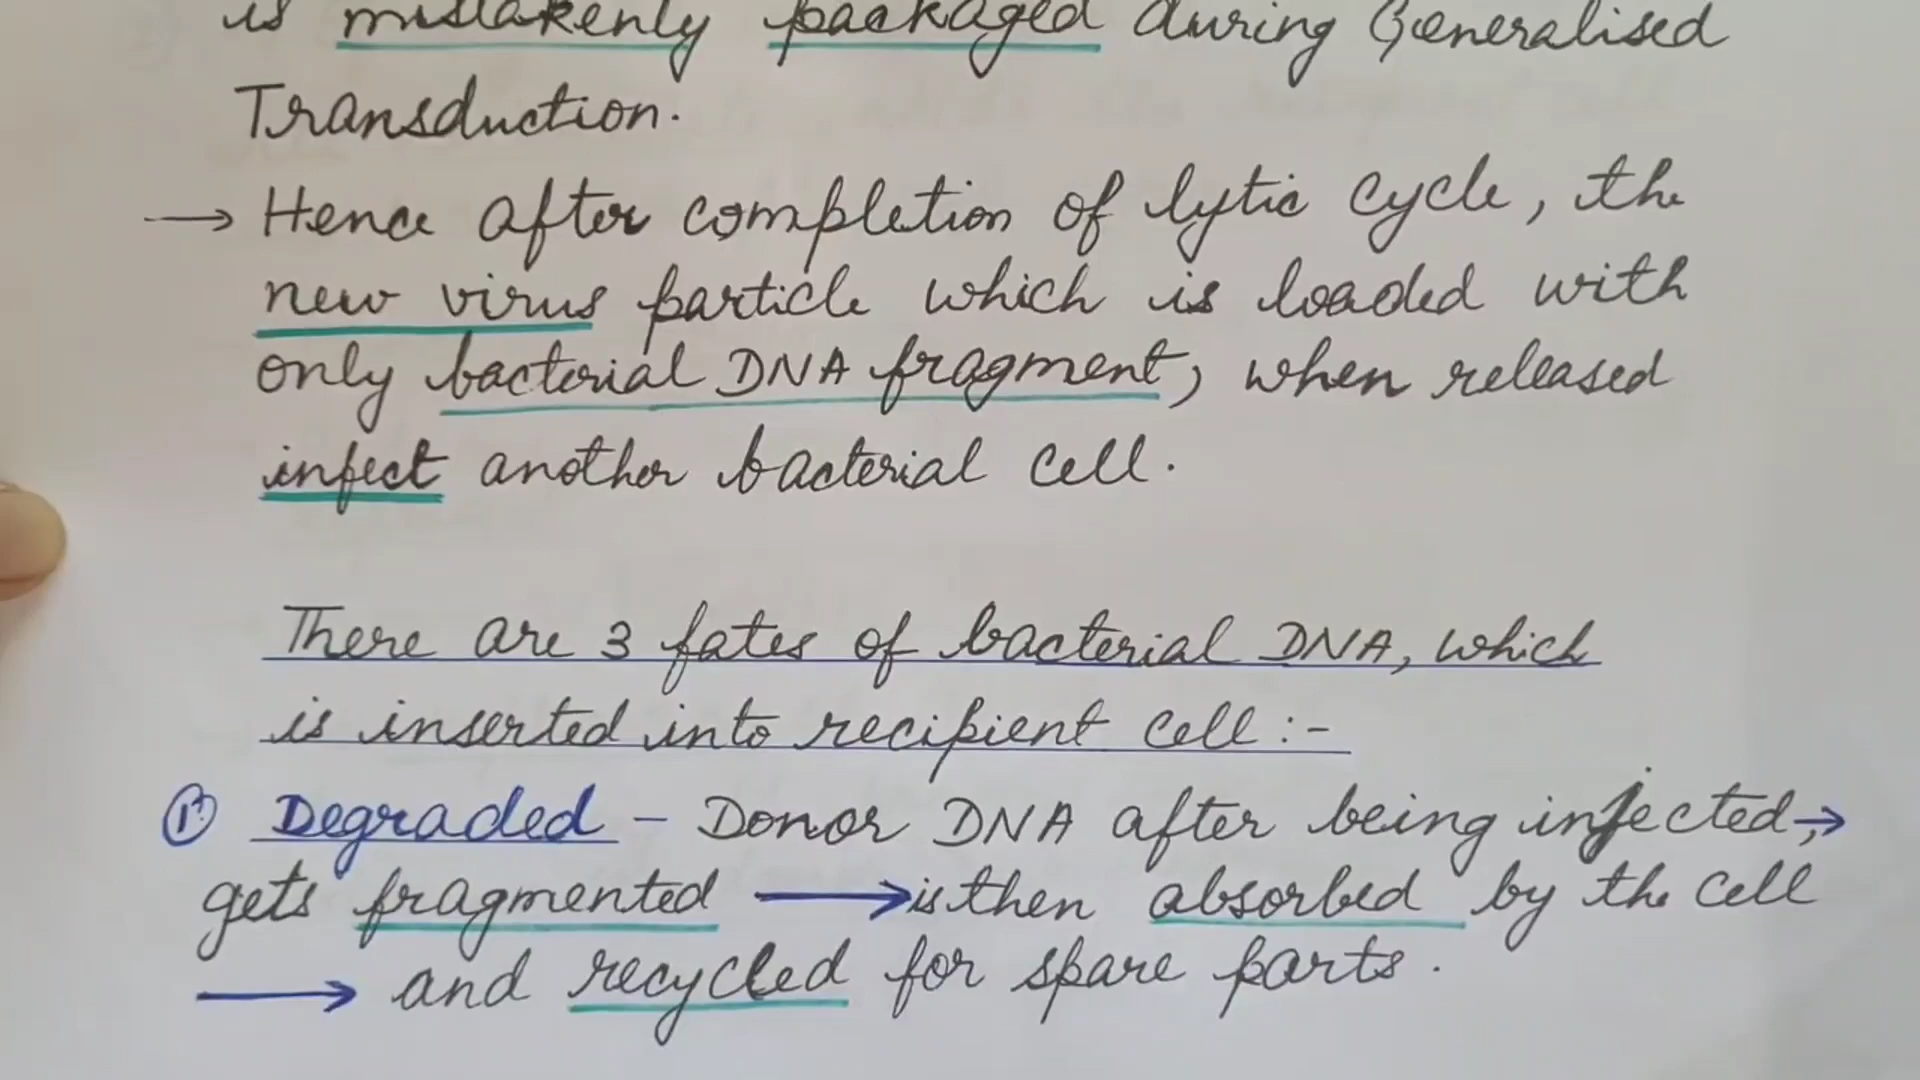 is mistakenly packaged during Generalised
Transduction.
→ Hence after completion of lytic cycle, the
new virus particle which is loaded with
only bacterial DNA fragment, when released
infect another bacterial cell.
There are 3 fates of bacterial DNA, which
is inserted into recipient cell :-
① Degraded - Donor DNA after being injected, →
gets fragmented → is then absorbed by the cell
→ and recycled for spare parts.